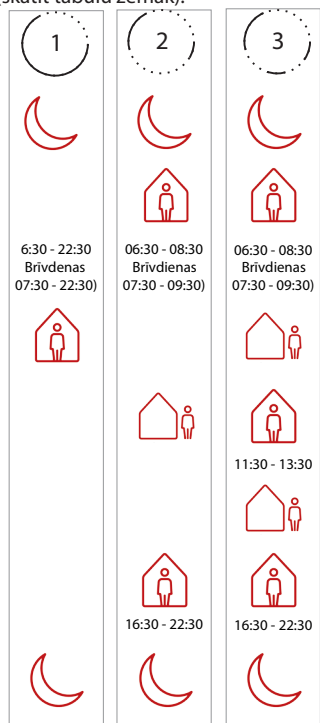 (skatīt tabulu zemāk).
1
6:30 - 22:30
Brīvdenas
07:30 - 22:30)
2
06:30 - 08:30
Brīvdienas
07:30 - 09:30)
16:30 - 22:30
3
06:30 - 08:30
Brīvdienas
07:30 - 09:30)
11:30 - 13:30
16:30 - 22:30